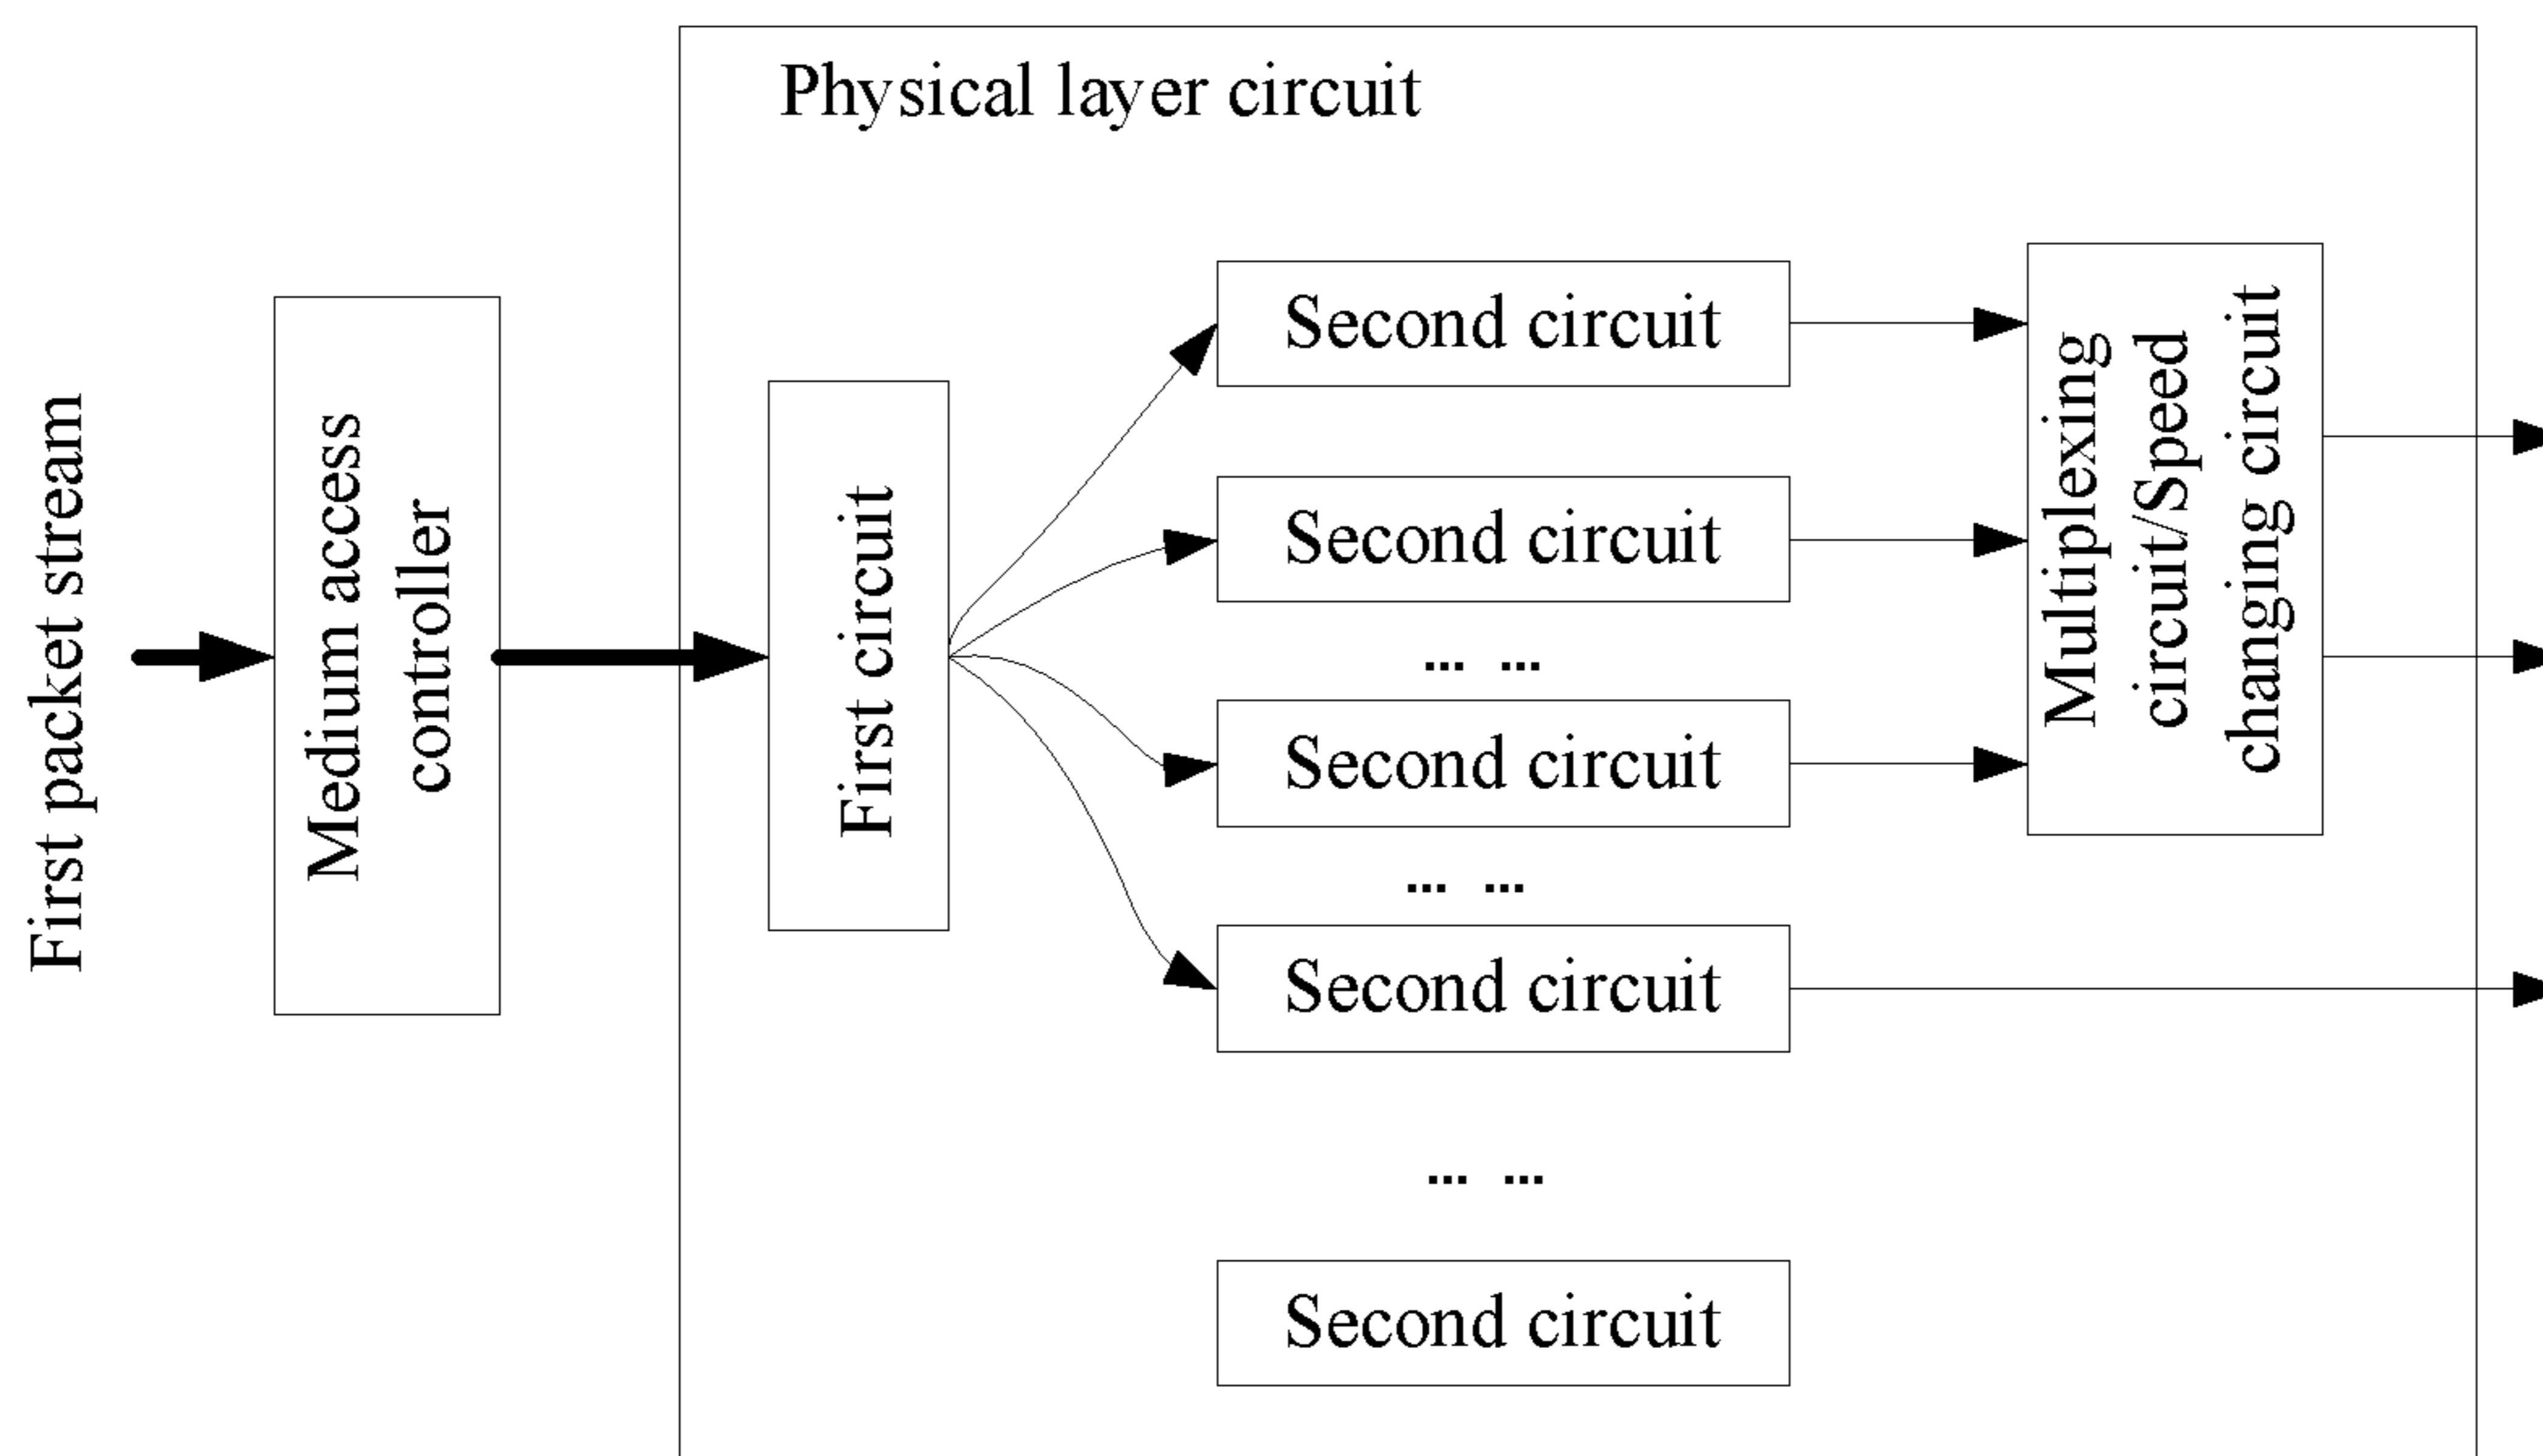 Physical layer circuit
First packet stream
Medium access
controller
First circuit
Second circuit
Second circuit
... ...
Second circuit
... ...
Second circuit
... ...
Second circuit
Multiplexing
circuit/Speed
changing circuit